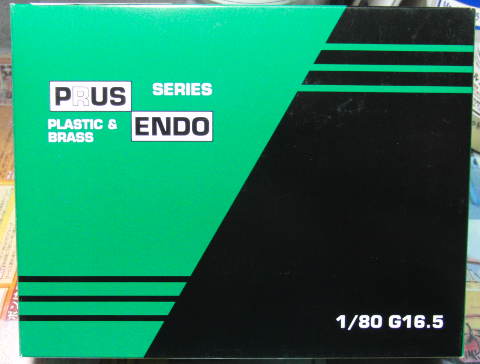 PRUS SERIES
PLASTIC & ENDO
BRASS
1/80 G16.5